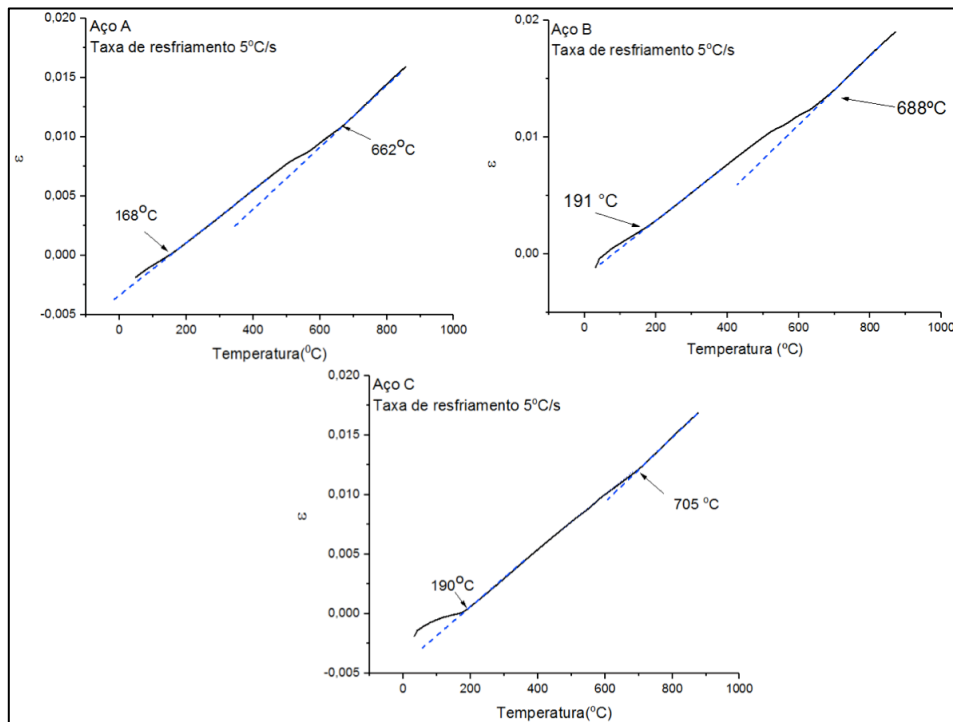 Aço A
Taxa de resfriamento 5ºC/s
0,020
0,015
0,010
0,005
0,000
-0,005
ε
662ºC
168ºC
0 200 400 600 800 1000
Temperatura(⁰C)
Aço B
Taxa de resfriamento 5ºC/s
0,02
0,01
0,00
ε
688ºC
191 °C
0 200 400 600 800 1000
Temperatura (ºC)
Aço C
Taxa de resfriamento 5ºC/s
0,020
0,015
0,010
0,005
0,000
-0,005
ε
705 ºC
190ºC
0 200 400 600 800 1000
Temperatura(ºC)